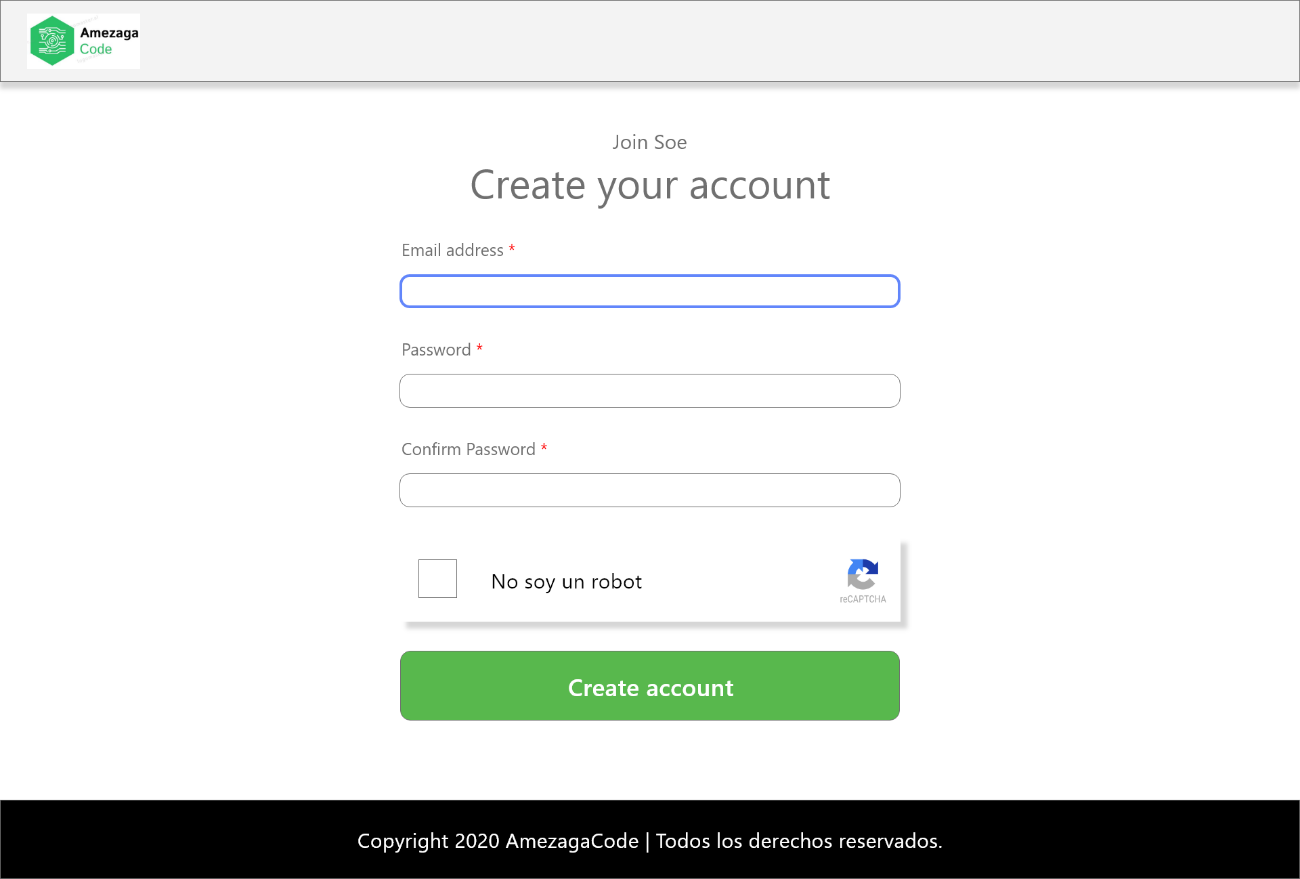 Amezaga
Code
Join Soe
Create your account
Email address *
Password *
Confirm Password *
No soy un robot
reCAPTCHA
Create account
Copyright 2020 AmezagaCode | Todos los derechos reservados.